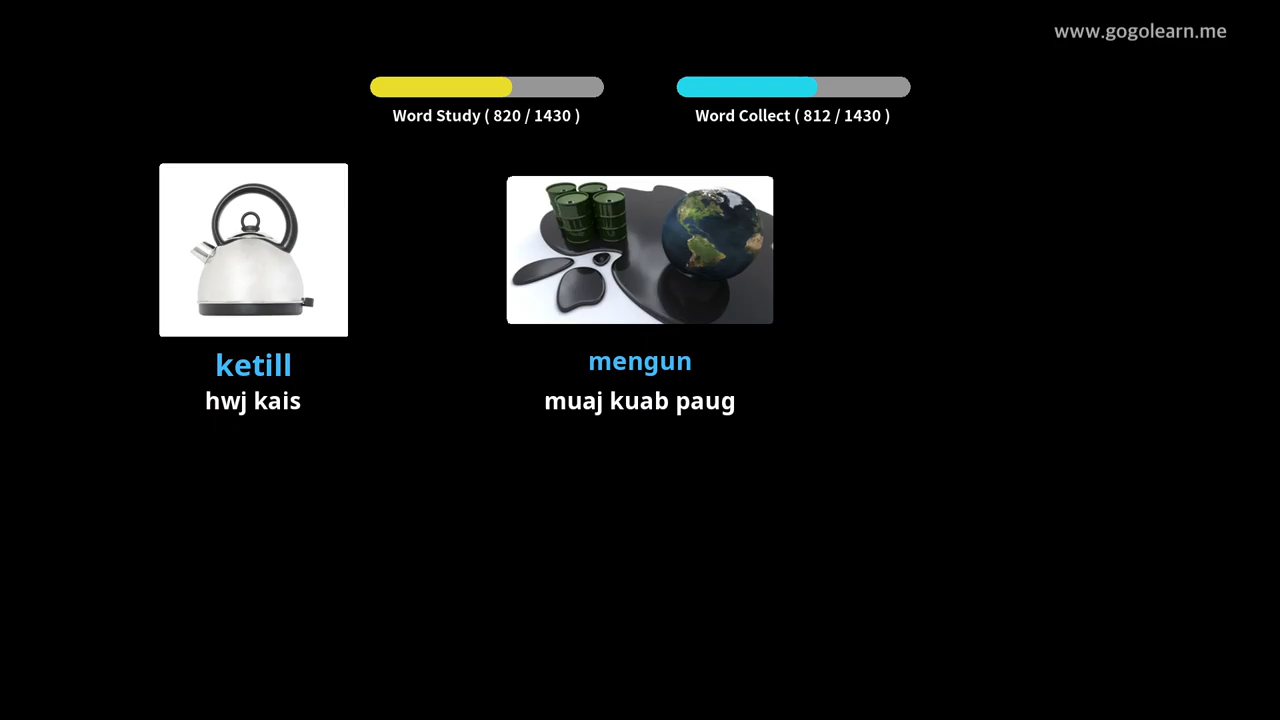 www.gogolearn.me
Word Study ( 820 / 1430 )
Word Collect ( 812 / 1430 )
ketill
hwj kais
mengun
muaj kuab paug